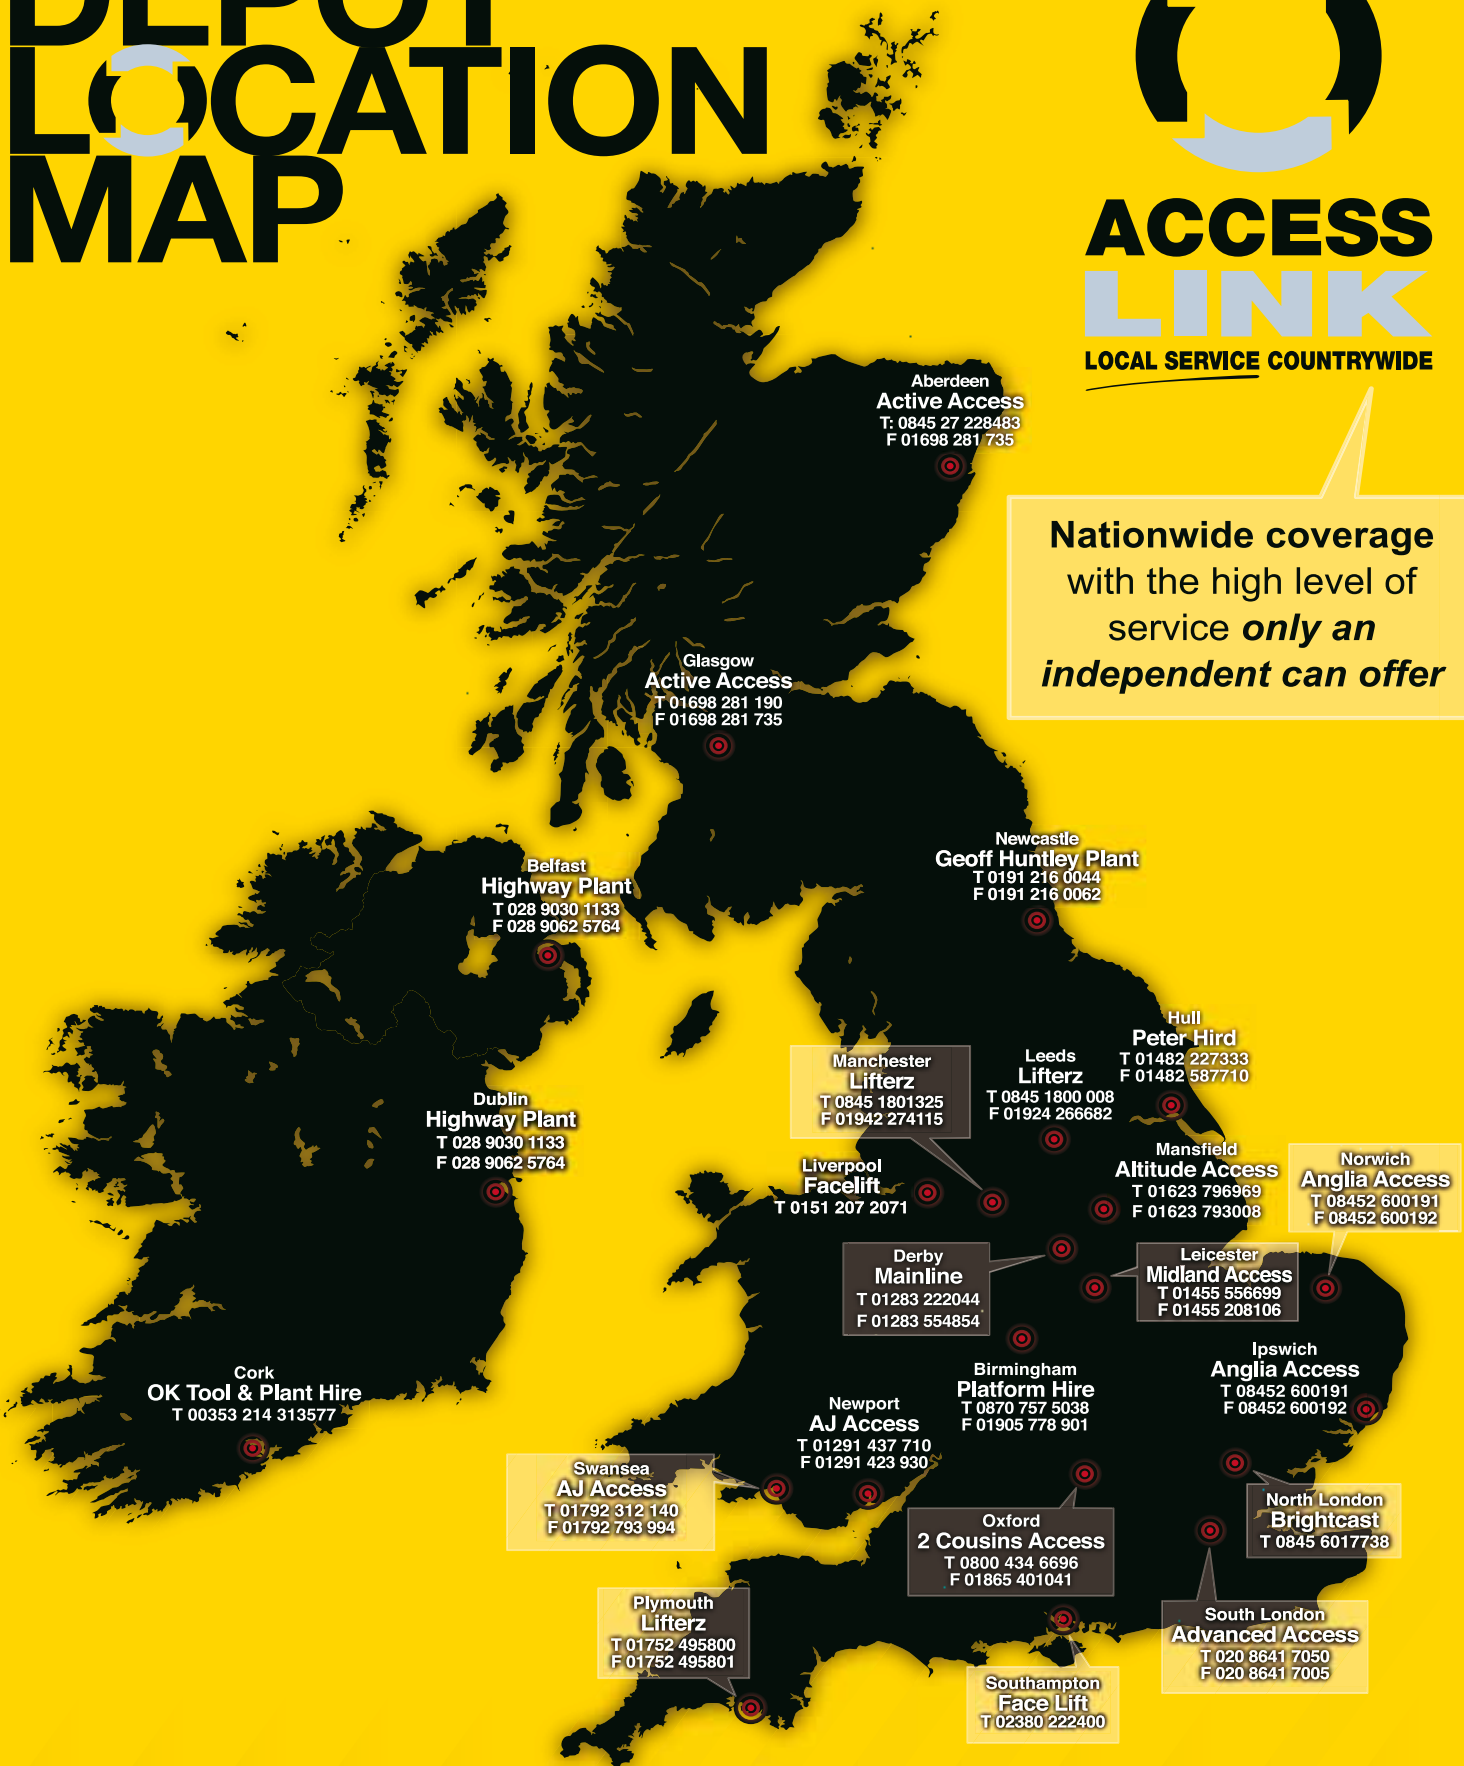 DEPOT
LOCATION
MAP
ACCESS
LINK
LOCAL SERVICE COUNTRYWIDE
Nationwide coverage
with the high level of
service only an
independent can offer
Aberdeen
Active Access
T: 0845 27 228483
F 01698 281 735
Glasgow
Active Access
T 01698 281 190
F 01698 281 735
Newcastle
Geoff Huntley Plant
T 0191 216 0044
F 0191 216 0062
Belfast
Highway Plant
T 028 9030 1133
F 028 9062 5764
Hull
Peter Hird
T 01482 227333
F 01482 587710
Manchester
Lifterz
T 0845 1801325
F 01942 274115
Leeds
Lifterz
T 0845 1800 008
F 01924 266682
Dublin
Highway Plant
T 028 9030 1133
F 028 9062 5764
Liverpool
Facelift
T 0151 207 2071
Mansfield
Altitude Access
T 01623 796969
F 01623 793008
Norwich
Anglia Access
T 08452 600191
F 08452 600192
Derby
Mainline
T 01283 222044
F 01283 554854
Leicester
Midland Access
T 01455 556699
F 01455 208106
Cork
OK Tool & Plant Hire
T 00353 214 313577
Birmingham
Platform Hire
T 0870 757 5038
F 01905 778 901
Ipswich
Anglia Access
T 08452 600191
F 08452 600192
Newport
AJ Access
T 01291 437 710
F 01291 423 930
Swansea
AJ Access
T 01792 312 140
F 01792 793 994
Oxford
2 Cousins Access
T 0800 434 6696
F 01865 401041
North London
Brightcast
T 0845 6017738
Plymouth
Lifterz
T 01752 495800
F 01752 495801
South London
Advanced Access
T 020 8641 7050
F 020 8641 7005
Southampton
Face Lift
T 02380 222400